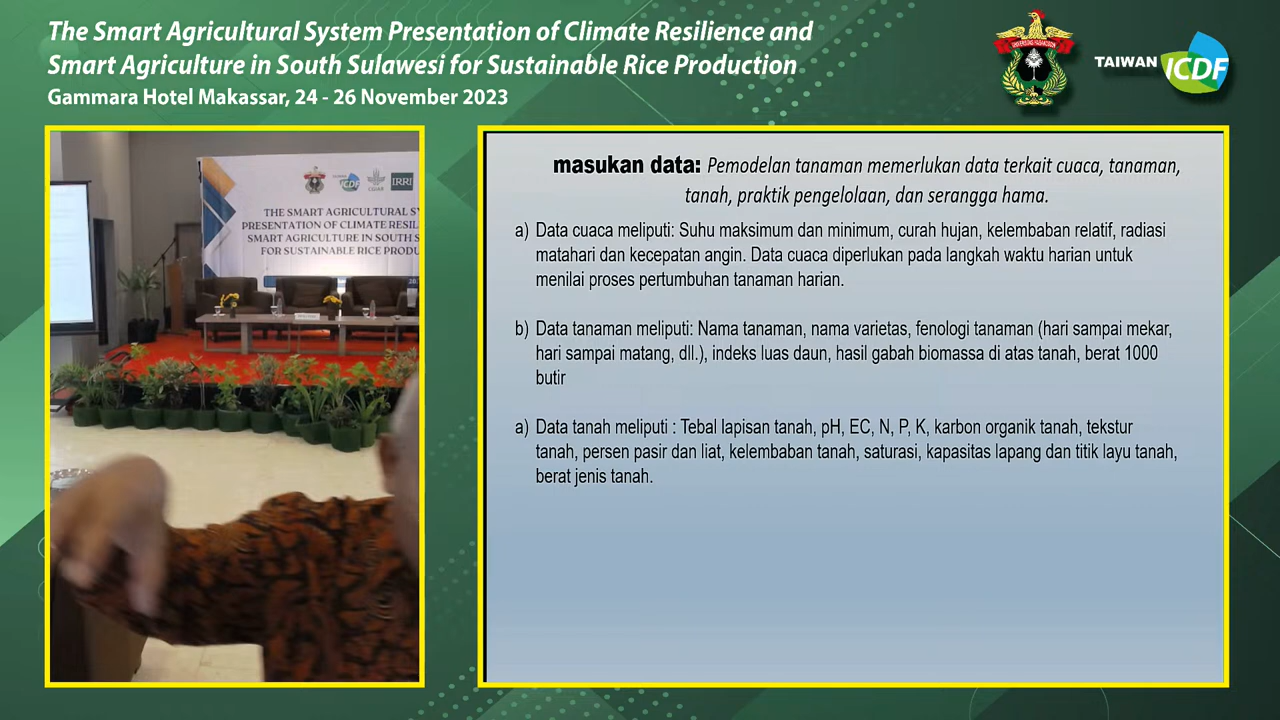 The Smart Agricultural System Presentation of Climate Resilience and
Smart Agriculture in South Sulawesi for Sustainable Rice Production
Gammara Hotel Makassar, 24 - 26 November 2023
TAIWAN ICDF
ICDF
CGIAR
IRRI
THE SMART AGRICULTURAL SY
PRESENTATION OF CLIMATE RESIL
SMART AGRICULTURE IN SOUTH S
FOR SUSTAINABLE RICE PRODU
masukan data: Pemodelan tanaman memerlukan data terkait cuaca, tanaman,
tanah, praktik pengelolaan, dan serangga hama.
a) Data cuaca meliputi: Suhu maksimum dan minimum, curah hujan, kelembaban relatif, radiasi
matahari dan kecepatan angin. Data cuaca diperlukan pada langkah waktu harian untuk
menilai proses pertumbuhan tanaman harian.
b) Data tanaman meliputi: Nama tanaman, nama varietas, fenologi tanaman (hari sampai mekar,
hari sampai matang, dll.), indeks luas daun, hasil gabah biomassa di atas tanah, berat 1000
butir
a) Data tanah meliputi : Tebal lapisan tanah, pH, EC, N, P, K, karbon organik tanah, tekstur
tanah, persen pasir dan liat, kelembaban tanah, saturasi, kapasitas lapang dan titik layu tanah,
berat jenis tanah.